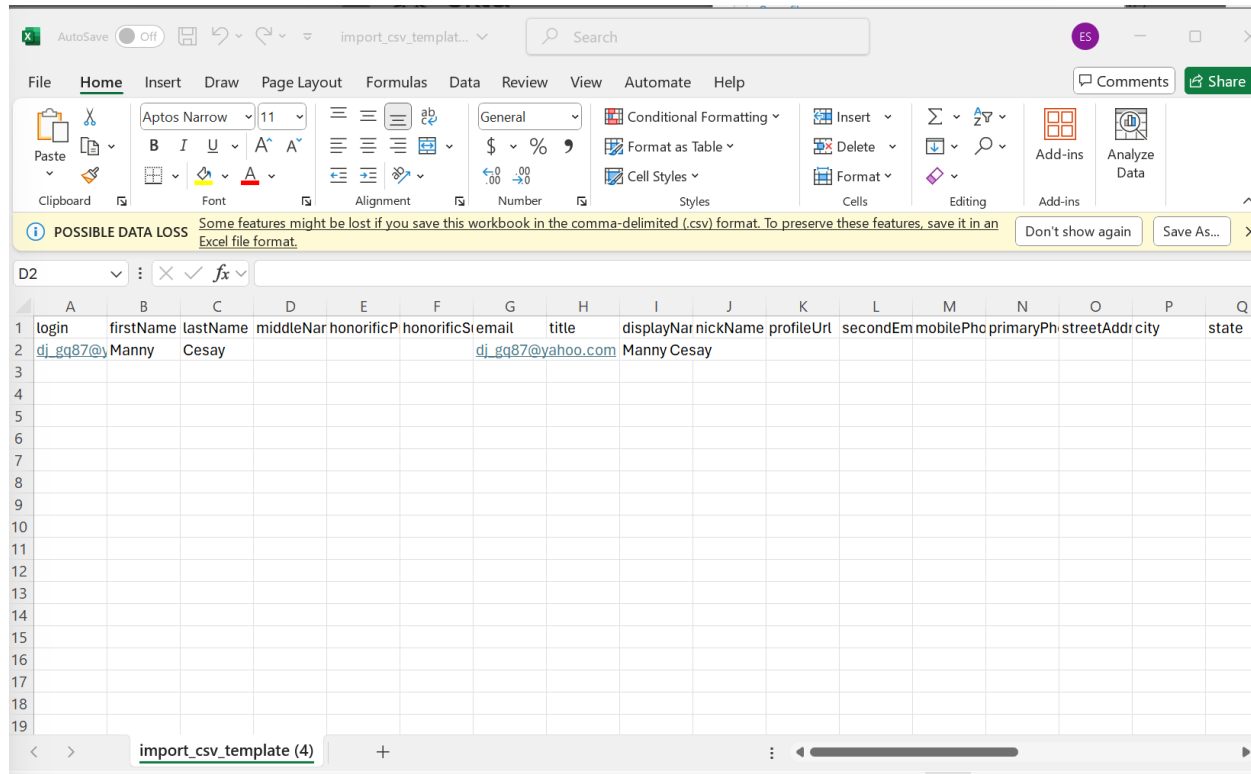 AutoSave Off import_csv_templat... Search ES
File Home Insert Draw Page Layout Formulas Data Review View Automate Help Comments Share
Aptos Narrow 11 General Conditional Formatting Insert
Paste B I U A A $ % 9 Format as Table Delete Add-ins Analyze Data
A Cell Styles Format
Clipboard Font Alignment Number Styles Cells Editing Add-ins
POSSIBLE DATA LOSS Some features might be lost if you save this workbook in the comma-delimited (.csv) format. To preserve these features, save it in an Don't show again Save As...
Excel file format.
D2 fx
A B C D E F G H I J K L M N O P Q
1 login firstName lastName middleNar honorificP honorificSu email title displayNar nickName profileUrl secondEm mobilePho primaryPh streetAddr city state
2 dj_gq87@y Manny Cesay dj_gq87@yahoo.com Manny Cesay
3
4
5
6
7
8
9
10
11
12
13
14
15
16
17
18
19
import_csv_template (4)